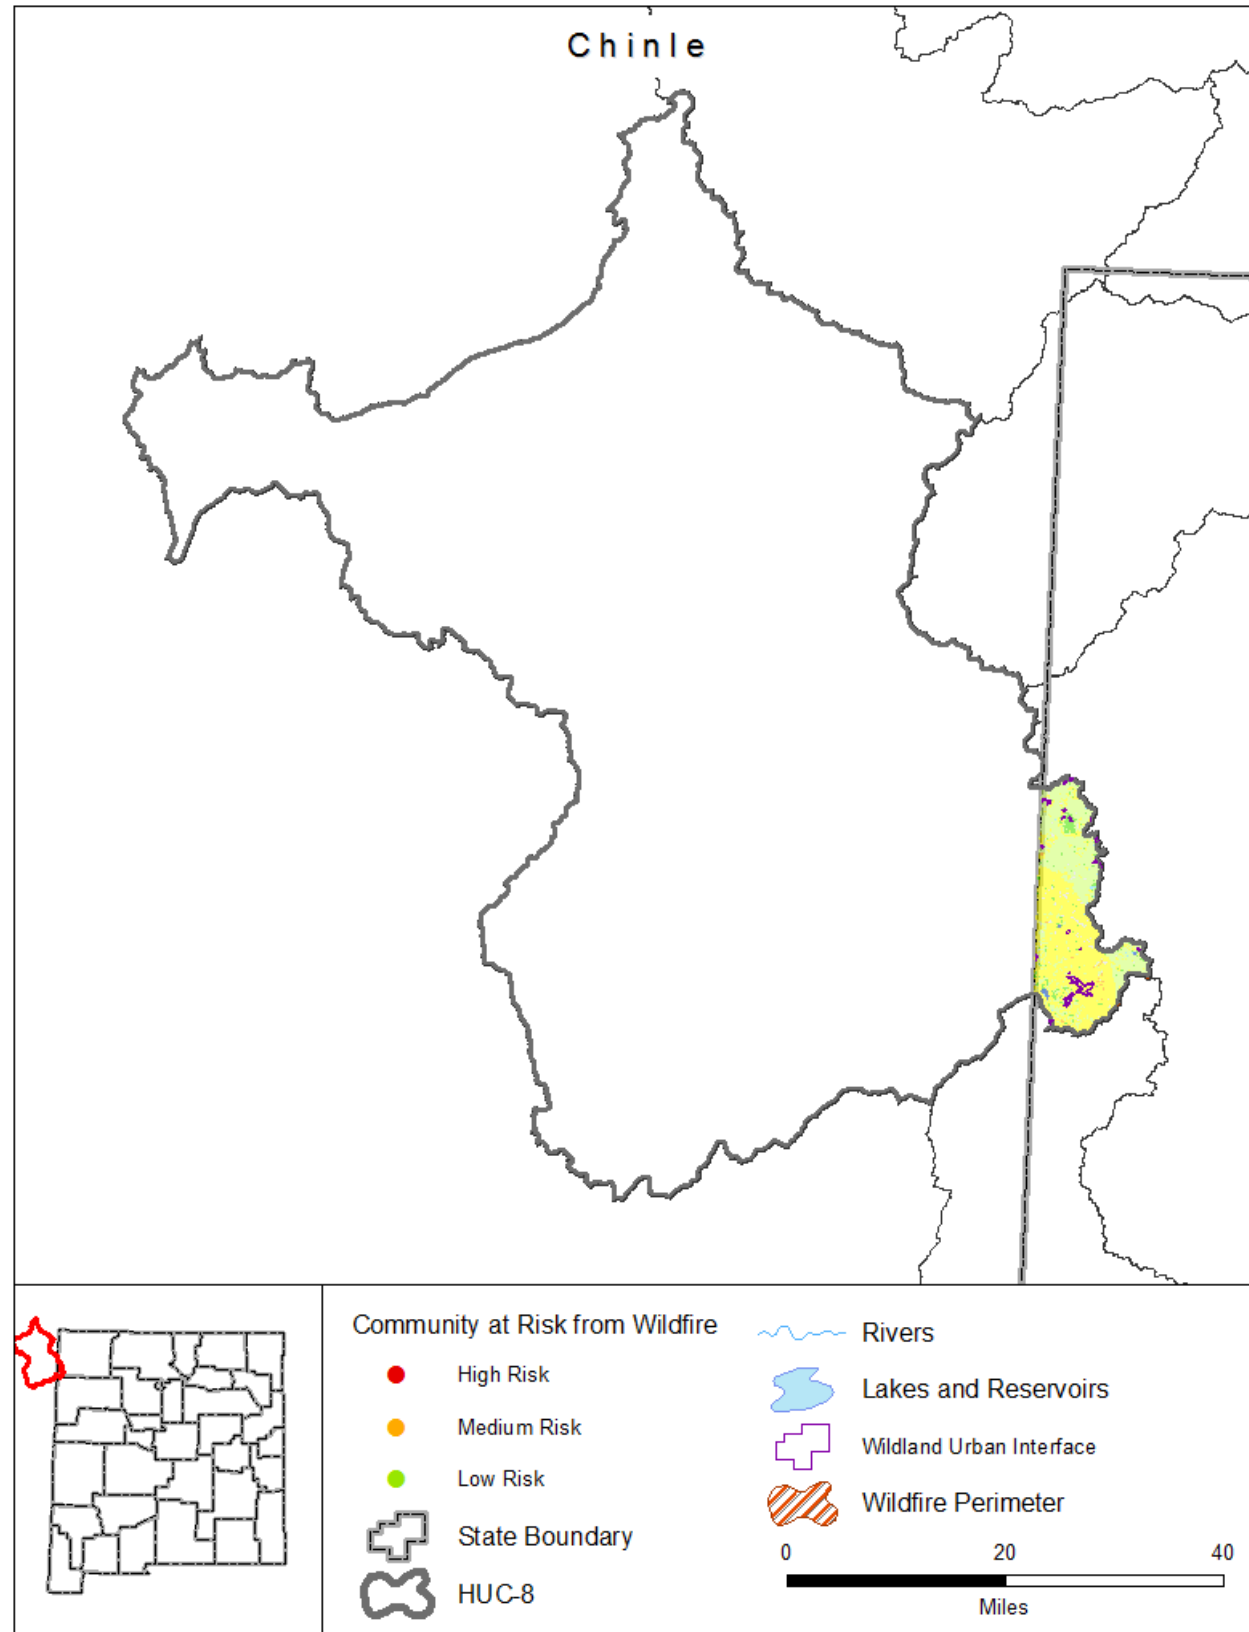 Chinle
Community at Risk from Wildfire
High Risk
Medium Risk
Low Risk
State Boundary
HUC-8
Rivers
Lakes and Reservoirs
Wildland Urban Interface
Wildfire Perimeter
0 20 40
Miles